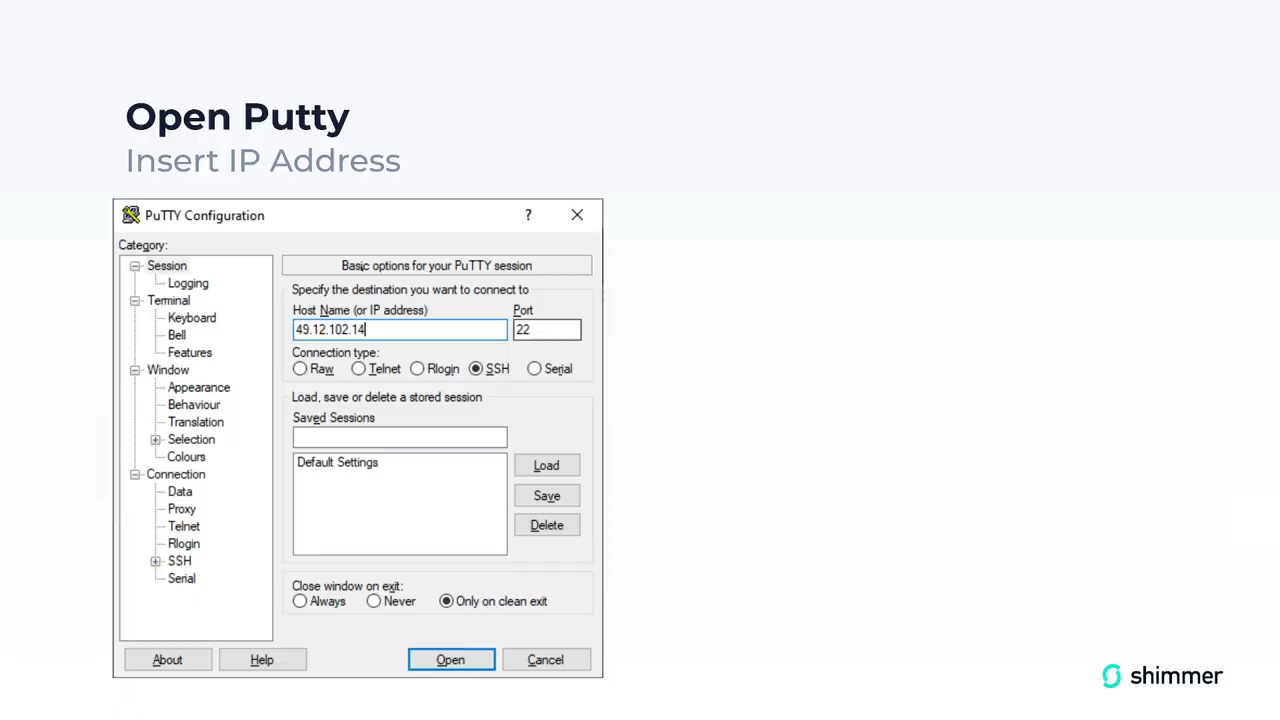 Open Putty
Insert IP Address
PuTTY Configuration
?
Category:
Session
Logging
Terminal
Keyboard
Bell
Features
Window
Appearance
Behaviour
Translation
Selection
Colours
Connection
Data
Proxy
Telnet
Rlogin
SSH
Serial
Basic options for your PuTTY session
Specify the destination you want to connect to
Host Name (or IP address) Port
49.12.102.14 22
Connection type:
Raw Telnet Rlogin SSH Serial
Load, save or delete a stored session
Saved Sessions
Default Settings
Load
Save
Delete
Close window on exit:
Always Never Only on clean exit
About Help Open Cancel
shimmer